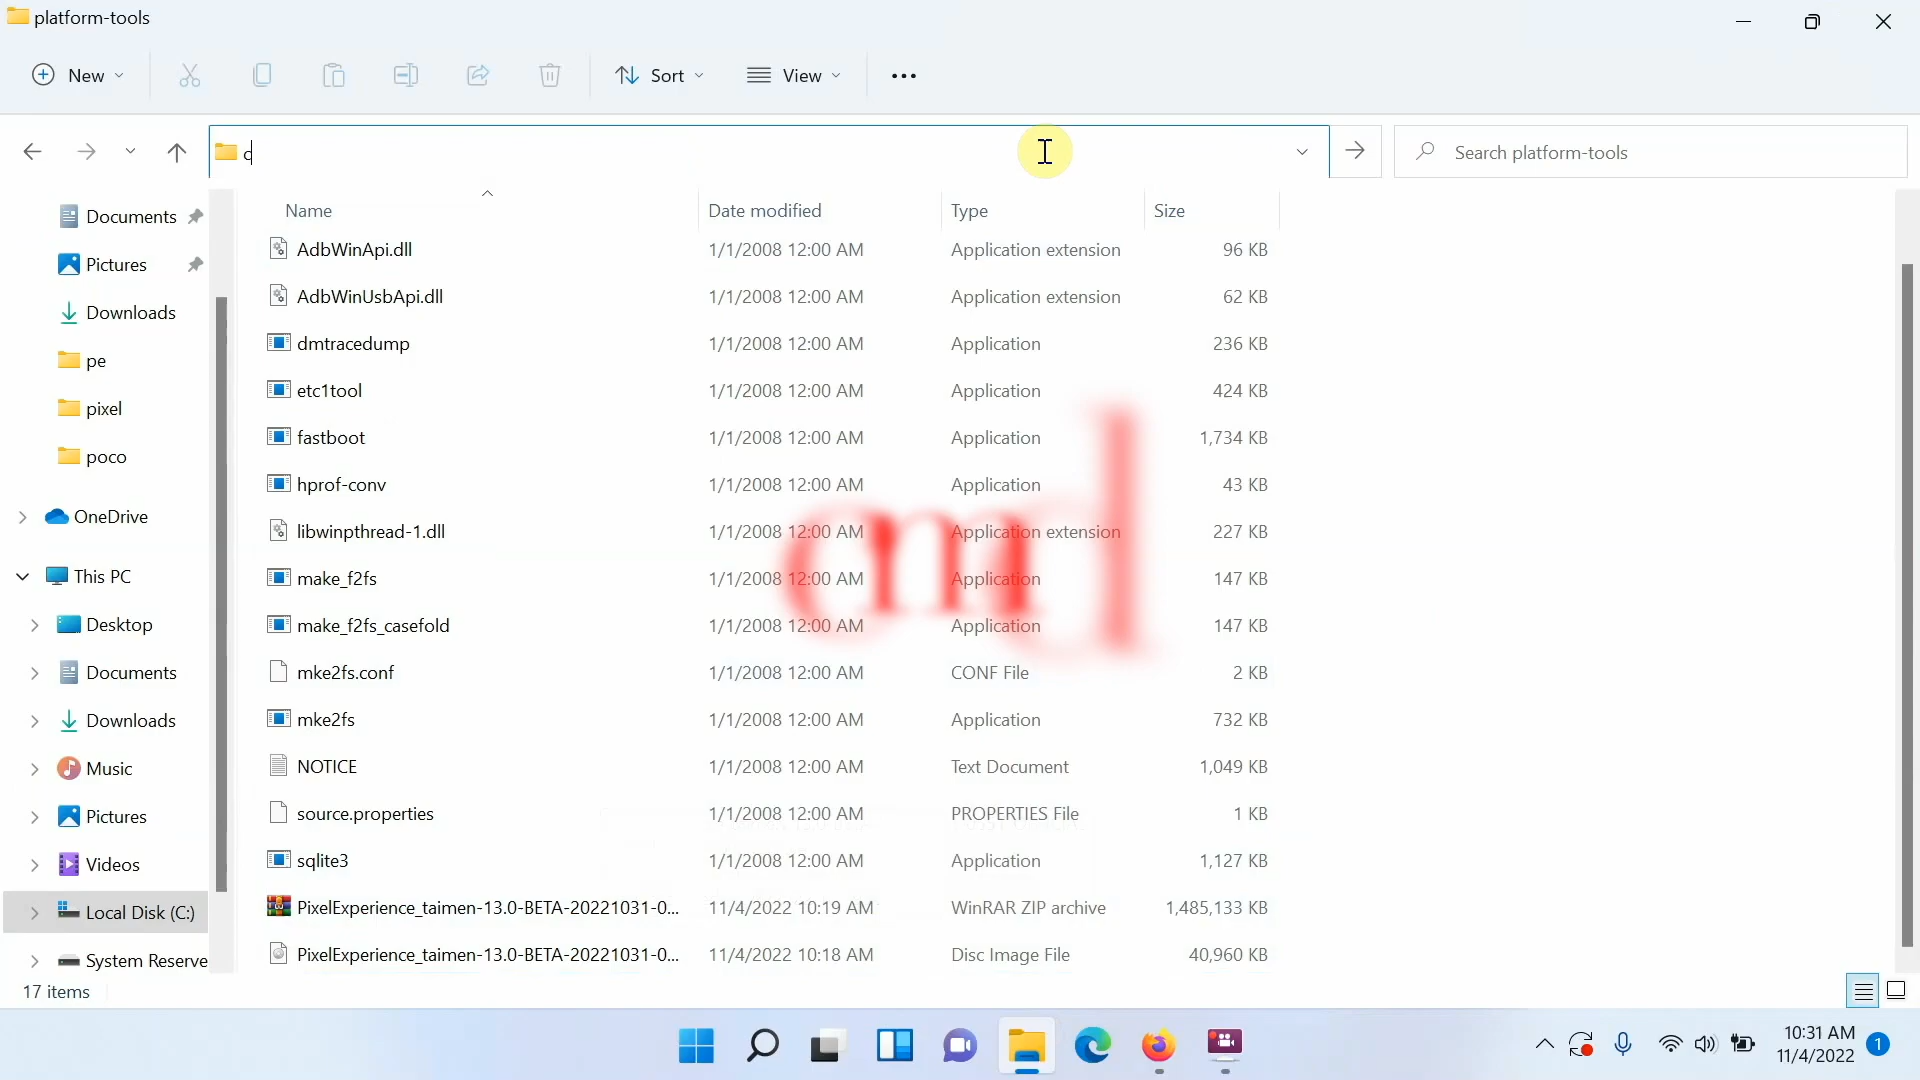 platform-tools
New
Sort
View
c
Search platform-tools
Name Date modified Type Size
AdbWinApi.dll 1/1/2008 12:00 AM Application extension 96 KB
AdbWinUsbApi.dll 1/1/2008 12:00 AM Application extension 62 KB
dmtracedump 1/1/2008 12:00 AM Application 236 KB
etc1tool 1/1/2008 12:00 AM Application 424 KB
fastboot 1/1/2008 12:00 AM Application 1,734 KB
hprof-conv 1/1/2008 12:00 AM Application 43 KB
libwinpthread-1.dll 1/1/2008 12:00 AM Application extension 227 KB
make_f2fs 1/1/2008 12:00 AM Application 147 KB
make_f2fs_casefold 1/1/2008 12:00 AM Application 147 KB
mke2fs.conf 1/1/2008 12:00 AM CONF File 2 KB
mke2fs 1/1/2008 12:00 AM Application 732 KB
NOTICE 1/1/2008 12:00 AM Text Document 1,049 KB
source.properties 1/1/2008 12:00 AM PROPERTIES File 1 KB
sqlite3 1/1/2008 12:00 AM Application 1,127 KB
PixelExperience_taimen-13.0-BETA-20221031-0... 11/4/2022 10:19 AM WinRAR ZIP archive 1,485,133 KB
PixelExperience_taimen-13.0-BETA-20221031-0... 11/4/2022 10:18 AM Disc Image File 40,960 KB
cmd
Documents
Pictures
Downloads
pe
pixel
poco
OneDrive
This PC
Desktop
Documents
Downloads
Music
Pictures
Videos
Local Disk (C:)
System Reserve
17 items
10:31 AM
11/4/2022
1